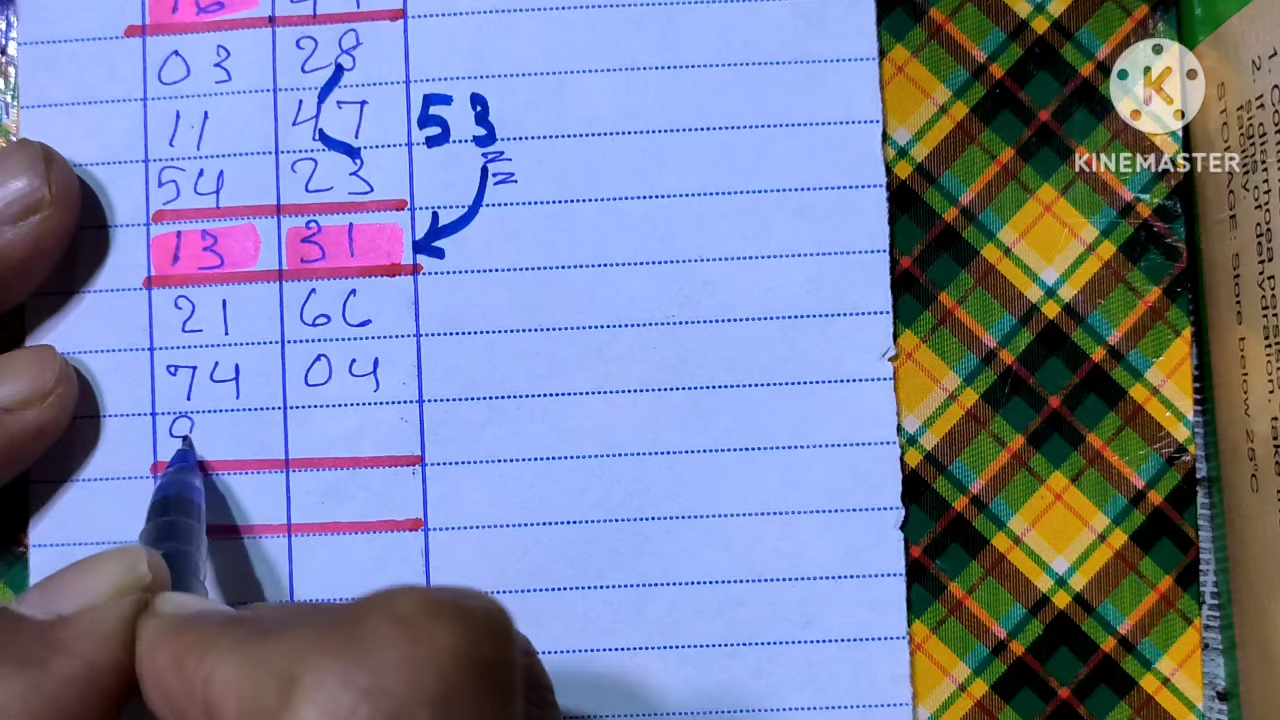 03 28
11 47 53
54 23
13 31
21 66
74 04
KINEMASTER
2. If diarrhoea persists
signs of dehydration
facility.
STORAGE: Store below 25°C